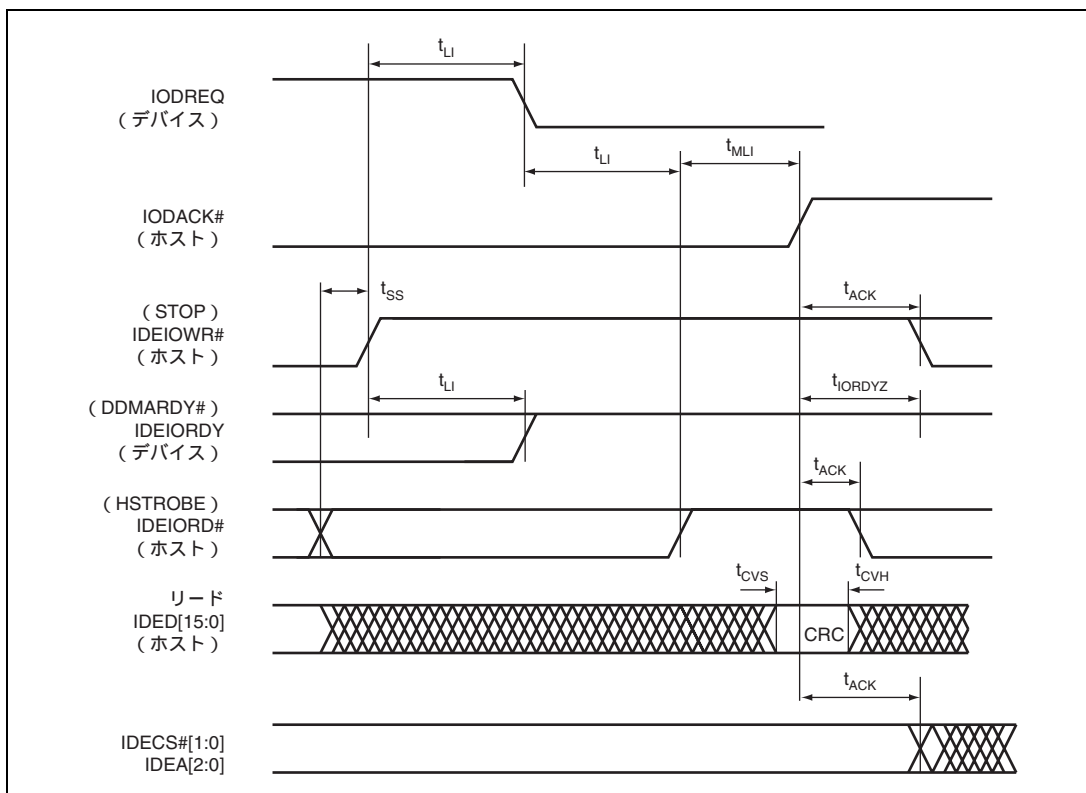 tLI
IODREQ
（デバイス）
tLI
tMLI
IODACK#
（ホスト）
tSS
tACK
（STOP）
IDEIOWR#
（ホスト）
tLI
tIORDYZ
（DDMARDY#）
IDEIORDY
（デバイス）
tACK
（HSTROBE）
IDEIORD#
（ホスト）
tCVS
tCVH
リード
IDED[15:0]
（ホスト）
CRC
tACK
IDECS#[1:0]
IDEA[2:0]